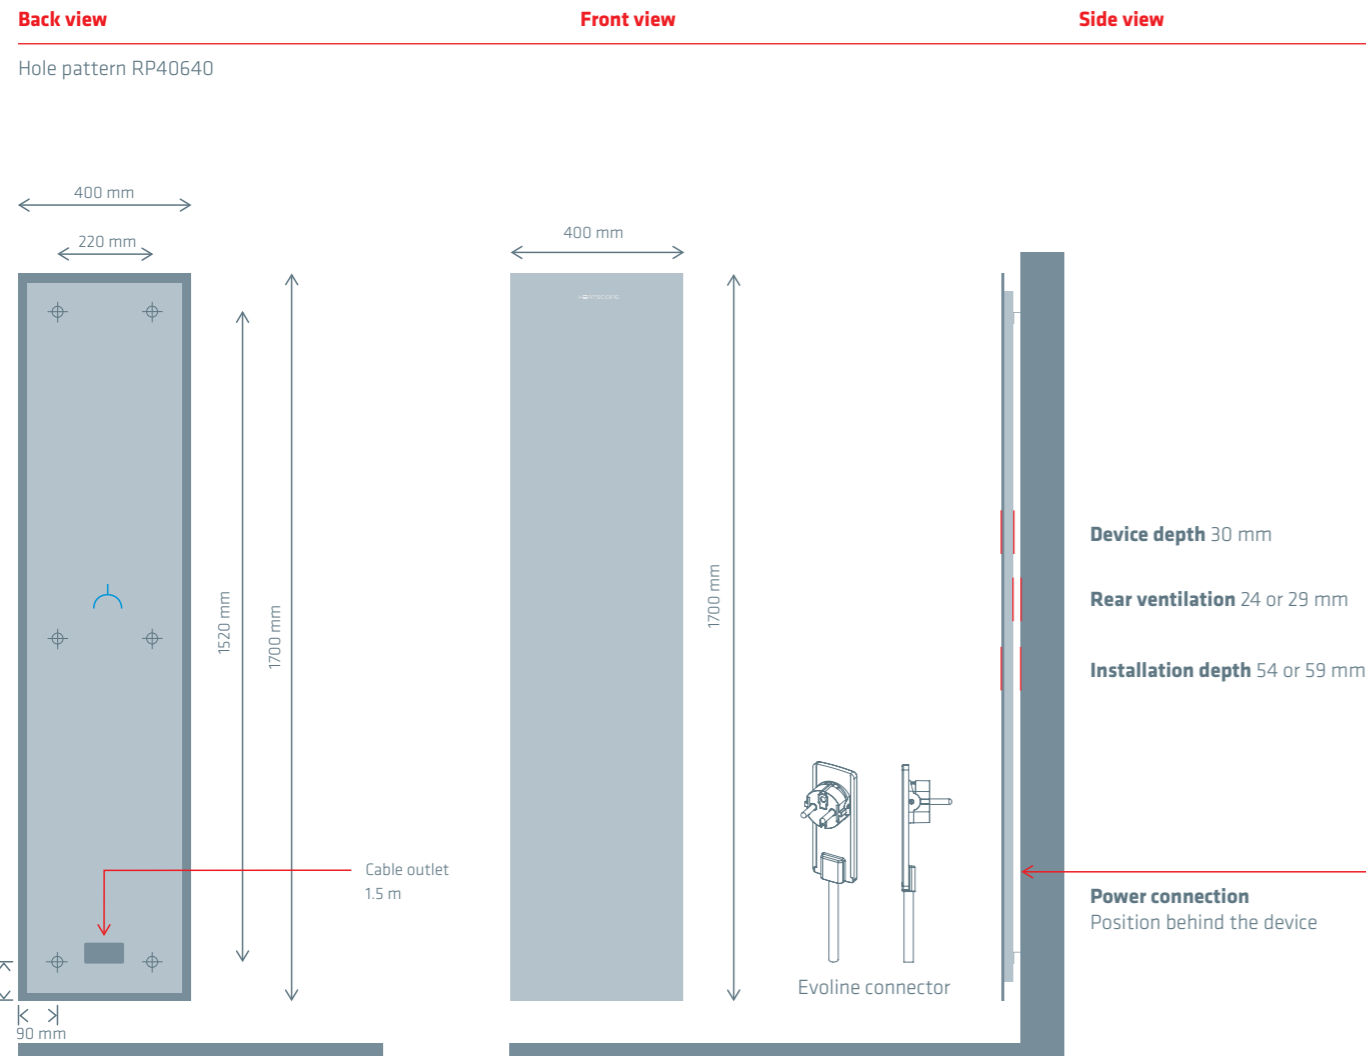 Back view
Front view
Side view
Hole pattern RP40640
400 mm
220 mm
400 mm
1520 mm
1700 mm
1700 mm
Device depth 30 mm
Rear ventilation 24 or 29 mm
Installation depth 54 or 59 mm
Cable outlet
1.5 m
Power connection
Position behind the device
Evoline connector
90 mm